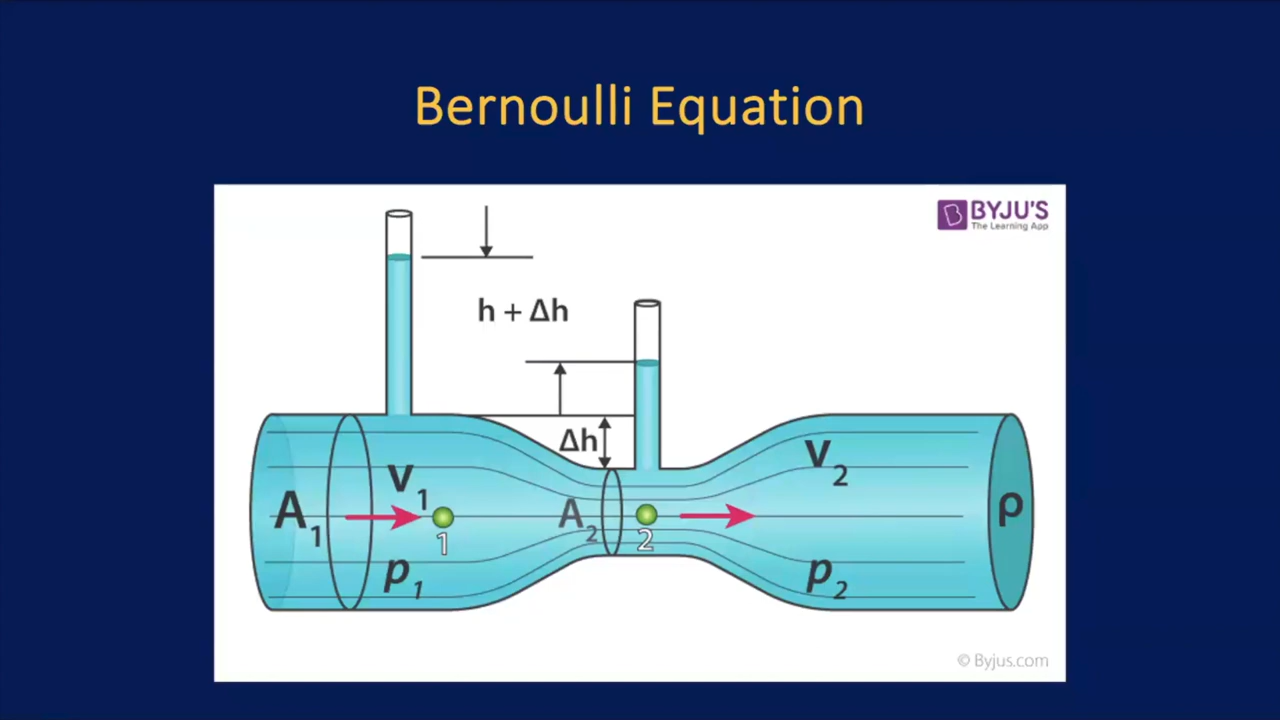 Bernoulli Equation
BYJU'S
The Learning App
h + Δh
Δh
v₁
v₂
A₁
A₂
ρ
1
2
p₁
p₂
© Byjus.com